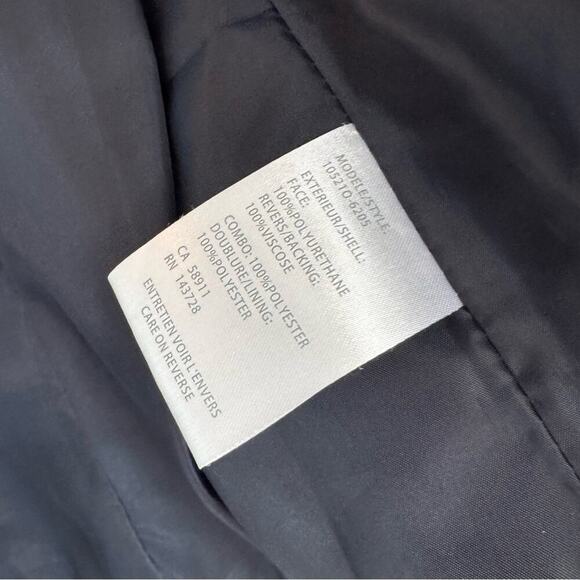 MODÈLE/STYLE:
105210-6205
EXTERIEUR/SHELL:
FACE:
100%POLYURETHANE
REVERS/BACKING:
100%VISCOSE
COMBO: 100%POLYESTER
DOUBLURE/LINING:
100%POLYESTER
CA 58911
RN 143728
ENTRETIEN VOIR L'ENVERS
CARE ON REVERSE